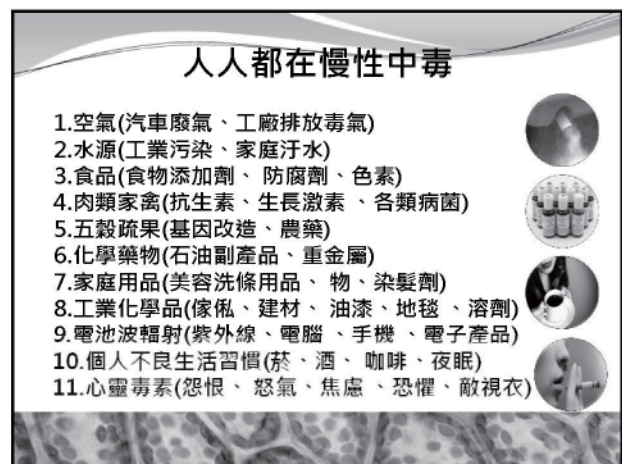 人人都在慢性中毒
1.空氣(汽車廢氣、工廠排放毒氣)
2.水源(工業污染、家庭汙水)
3.食品(食物添加劑、 防腐劑、色素)
4.肉類家禽(抗生素、生長激素 、各類病菌)
5.五穀疏果(基因改造、農藥)
6.化學藥物(石油副產品、重金屬)
7.家庭用品(美容洗條用品、 物、染髮劑)
8.工業化學品(傢俬、建材、 油漆、地毯 、溶劑)
9.電池波輻射(紫外線、電腦 、手機 、電子產品)
10.個人不良生活習慣(菸、酒、 咖啡、夜眠)
11.心靈毒素(怨恨、 怒氣、焦慮 、恐懼、敵視衣)